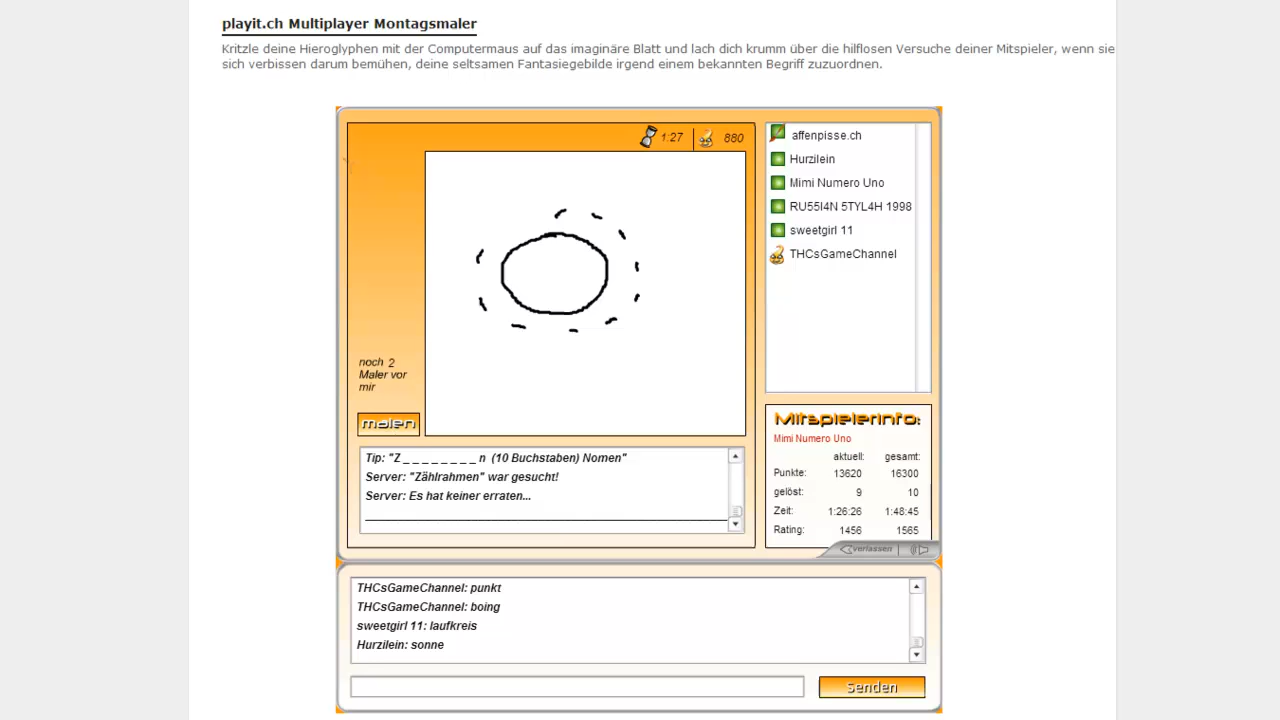 playit.ch Multiplayer Montagsmaler
Kritzle deine Hieroglyphen mit der Computermaus auf das imaginäre Blatt und lach dich krumm über die hilflosen Versuche deiner Mitspieler, wenn sie
sich verbissen darum bemühen, deine seltsamen Fantasiegebilde irgend einem bekannten Begriff zuzuordnen.
1:27 880
affenpisse.ch
Hurzilein
Mimi Numero Uno
RU55I4N 5TYL4H 1998
sweetgirl 11
THCsGameChannel
noch 2
Maler vor
mir
malen
Tip: "Z _ _ _ _ _ _ _ _ n (10 Buchstaben) Nomen"
Server: "Zählrahmen" war gesucht!
Server: Es hat keiner erraten...
Mitspielerinfo:
Mimi Numero Uno
aktuell: gesamt:
Punkte: 13620 16300
gelöst: 9 10
Zeit: 1:26:26 1:48:45
Rating: 1456 1565
verlassen
THCsGameChannel: punkt
THCsGameChannel: boing
sweetgirl 11: laufkreis
Hurzilein: sonne
Senden